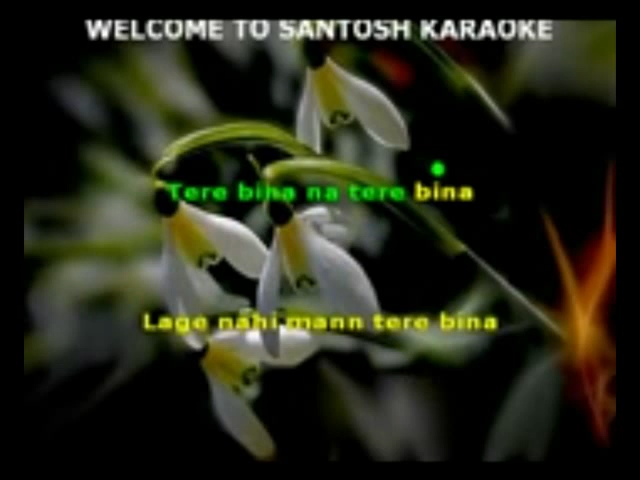 WELCOME TO SANTOSH KARAOKE
Tere bina na tere bina
Lage nahi mann tere bina